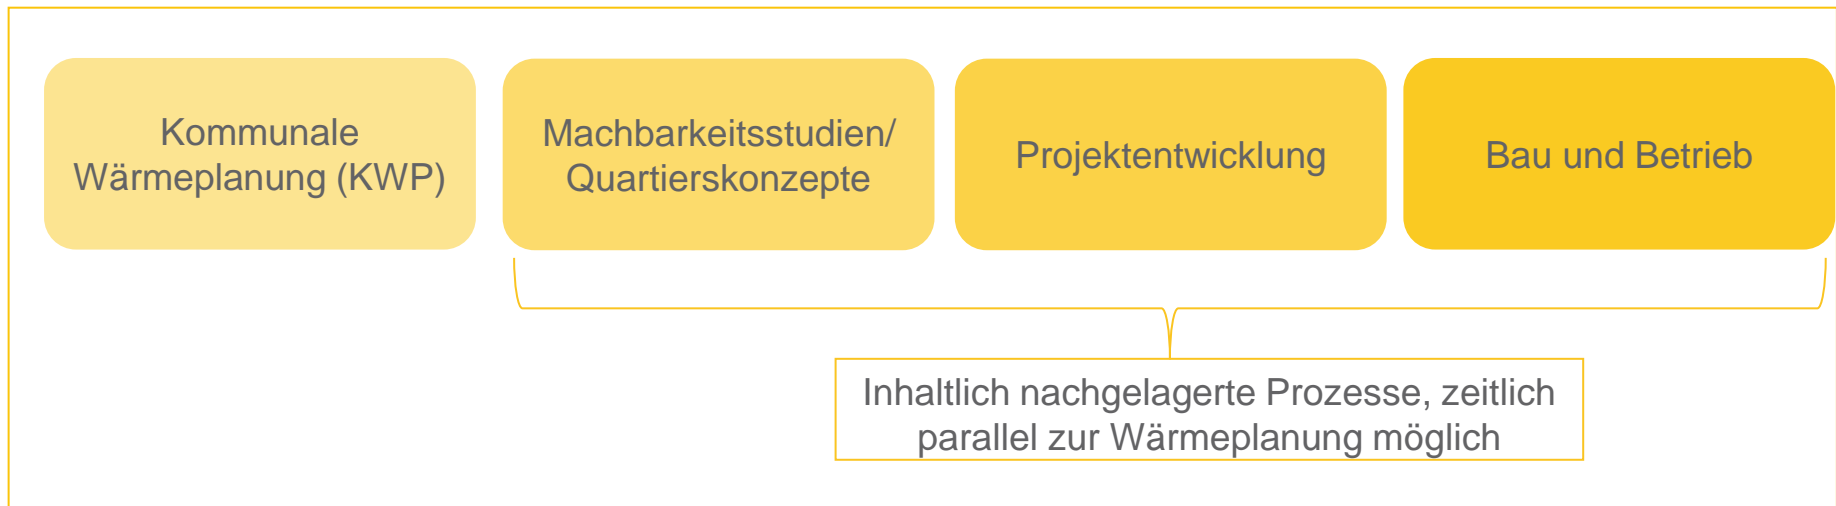 Kommunale
Wärmeplanung (KWP)
Machbarkeitsstudien/
Quartierskonzepte
Projektentwicklung
Bau und Betrieb
Inhaltlich nachgelagerte Prozesse, zeitlich
parallel zur Wärmeplanung möglich